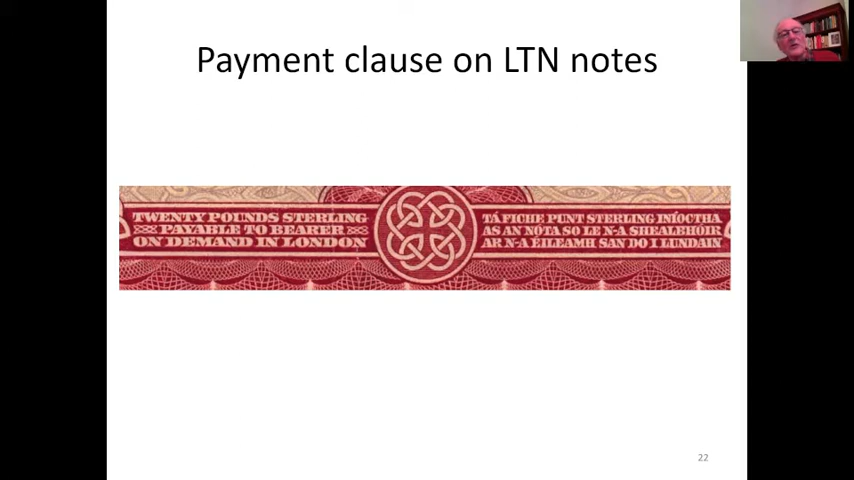 Payment clause on LTN notes
TWENTY POUNDS STERLING
PAYABLE TO BEARER
ON DEMAND IN LONDON
TÁ FICHE PUNT STERLING INÍOCTHA
AS AN NÓTA SO LE N-A SHEALBHÓIR
AR N-A ÉILEAMH SAN DO I LUNDAIN
22